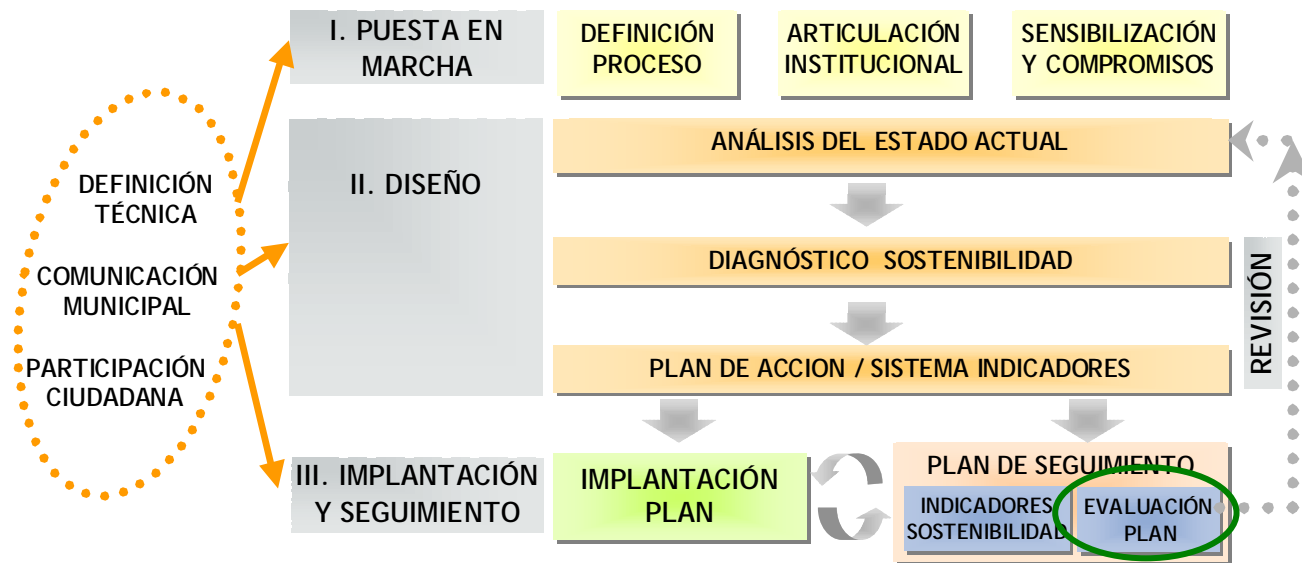 I. PUESTA EN
MARCHA
DEFINICIÓN
PROCESO
ARTICULACIÓN
INSTITUCIONAL
SENSIBILIZACIÓN
Y COMPROMISOS
DEFINICIÓN
TÉCNICA
COMUNICACIÓN
MUNICIPAL
PARTICIPACIÓN
CIUDADANA
II. DISEÑO
ANÁLISIS DEL ESTADO ACTUAL
DIAGNÓSTICO SOSTENIBILIDAD
PLAN DE ACCION / SISTEMA INDICADORES
REVISIÓN
III. IMPLANTACIÓN
Y SEGUIMIENTO
IMPLANTACIÓN
PLAN
PLAN DE SEGUIMIENTO
INDICADORES
SOSTENIBILIDAD
EVALUACIÓN
PLAN